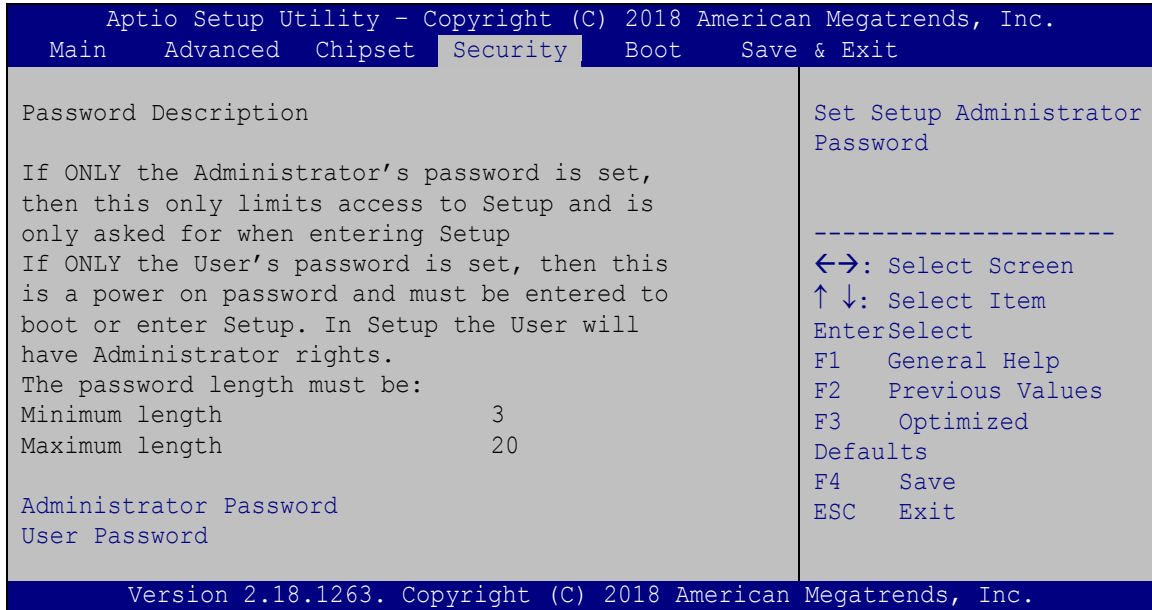 Aptio Setup Utility – Copyright (C) 2018 American Megatrends, Inc.
Main Advanced Chipset Security Boot Save & Exit
Password Description
If ONLY the Administrator’s password is set,
then this only limits access to Setup and is
only asked for when entering Setup
If ONLY the User’s password is set, then this
is a power on password and must be entered to
boot or enter Setup. In Setup the User will
have Administrator rights.
The password length must be:
Minimum length 3
Maximum length 20
Administrator Password
User Password
Set Setup Administrator
Password
---------------------
←→: Select Screen
↑ ↓: Select Item
EnterSelect
F1 General Help
F2 Previous Values
F3 Optimized
Defaults
F4 Save
ESC Exit
Version 2.18.1263. Copyright (C) 2018 American Megatrends, Inc.